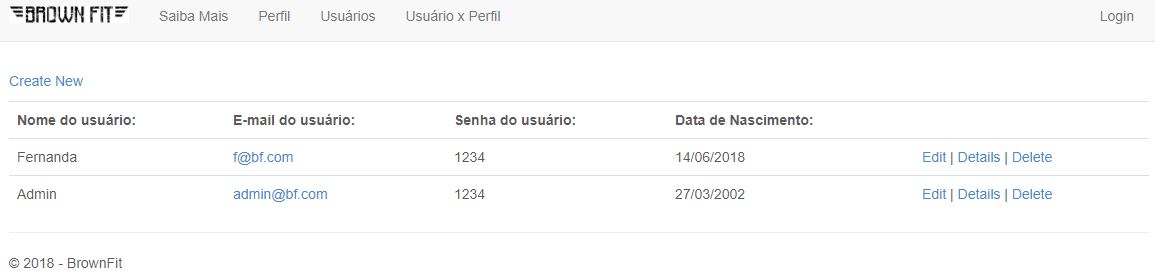 BROWN FIT Saiba Mais Perfil Usuários Usuário x Perfil Login
Create New
Nome do usuário: E-mail do usuário: Senha do usuário: Data de Nascimento:
Fernanda f@bf.com 1234 14/06/2018 Edit | Details | Delete
Admin admin@bf.com 1234 27/03/2002 Edit | Details | Delete
© 2018 - BrownFit